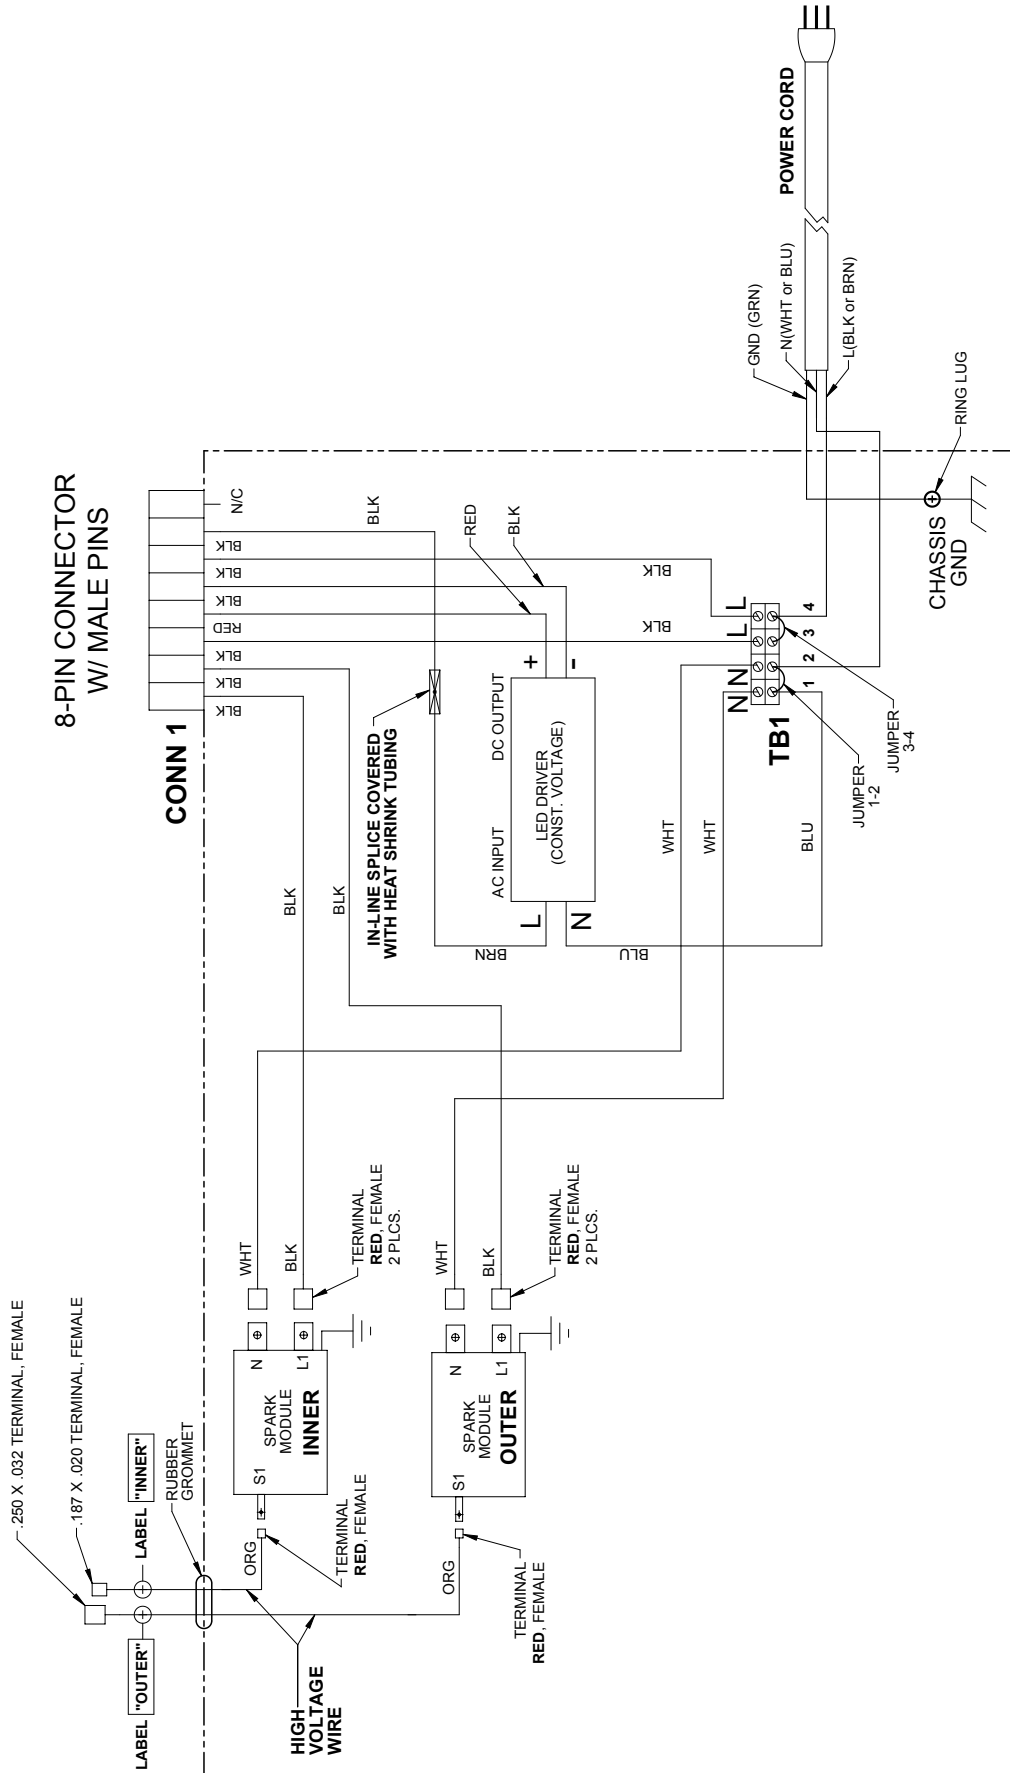 8-PIN CONNECTOR
W/ MALE PINS
CONN 1
N/C
BLK
BLK
BLK
BLK
RED
BLK
BLK
BLK
BLK
RED
BLK
BLK
BLK
BLK
BLK
IN-LINE SPLICE COVERED
WITH HEAT SHRINK TUBING
+
-
AC INPUT
DC OUTPUT
LED DRIVER
(CONST. VOLTAGE)
L
N
BRN
BLU
WHT
WHT
BLU
N N L L
1 2 3 4
TB1
JUMPER
1-2
JUMPER
3-4
POWER CORD
GND (GRN)
N(WHT or BLU)
L(BLK or BRN)
RING LUG
CHASSIS
GND
.250 X .032 TERMINAL, FEMALE
.187 X .020 TERMINAL, FEMALE
LABEL "INNER"
LABEL "OUTER"
RUBBER
GROMMET
HIGH
VOLTAGE
WIRE
ORG
TERMINAL
RED, FEMALE
S1
SPARK
MODULE
INNER
N
L1
WHT
BLK
TERMINAL
RED, FEMALE
2 PLCS.
ORG
TERMINAL
RED, FEMALE
S1
SPARK
MODULE
OUTER
N
L1
WHT
BLK
TERMINAL
RED, FEMALE
2 PLCS.